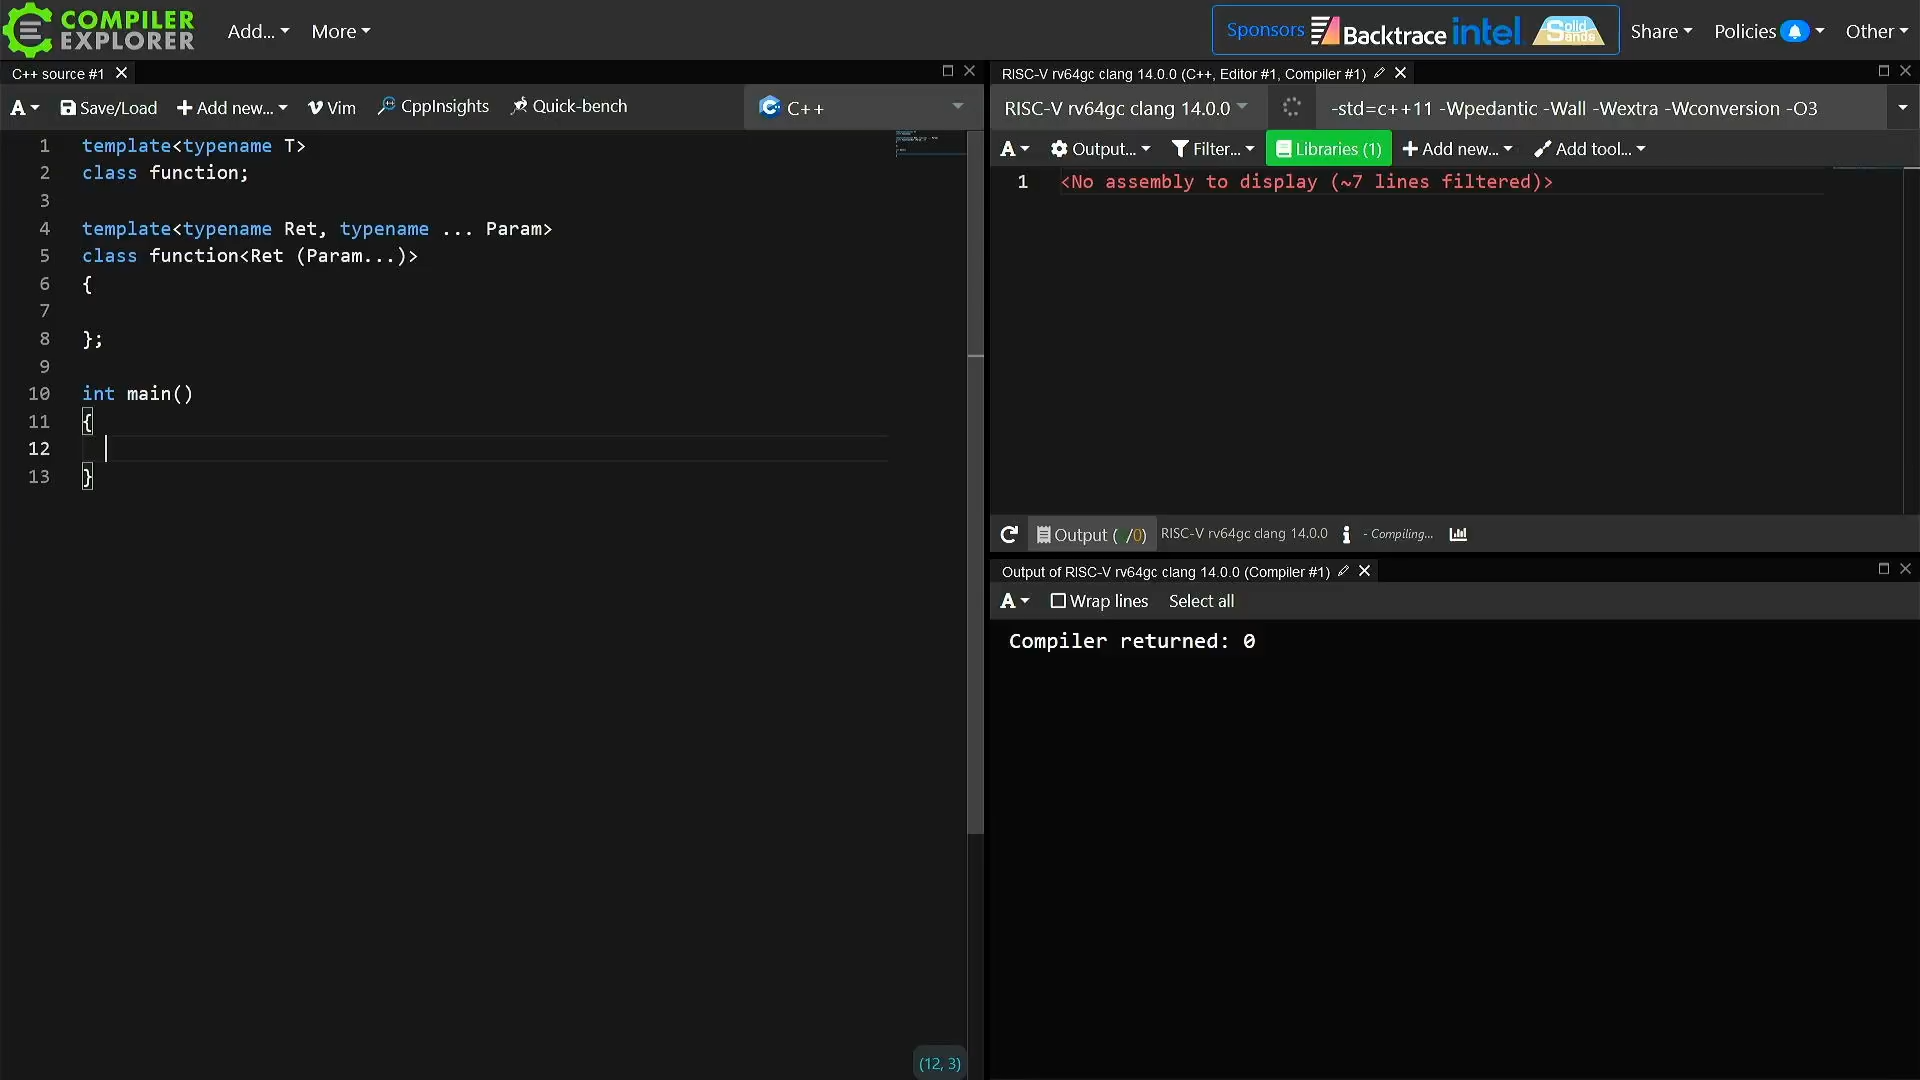 COMPILER EXPLORER
Add...
More
Sponsors Backtrace intel Solid Sands
Share
Policies
Other
C++ source #1
A
Save/Load
Add new...
Vim
CppInsights
Quick-bench
C++
1 template<typename T>
2 class function;
3
4 template<typename Ret, typename ... Param>
5 class function<Ret (Param...)>
6 {
7
8 };
9
10 int main()
11 {
12
13 }
(12, 3)
RISC-V rv64gc clang 14.0.0 (C++, Editor #1, Compiler #1)
RISC-V rv64gc clang 14.0.0
-std=c++11 -Wpedantic -Wall -Wextra -Wconversion -O3
A
Output...
Filter...
Libraries (1)
Add new...
Add tool...
1 <No assembly to display (~7 lines filtered)>
Output ( /0) RISC-V rv64gc clang 14.0.0 i - Compiling...
Output of RISC-V rv64gc clang 14.0.0 (Compiler #1)
A
Wrap lines
Select all
Compiler returned: 0